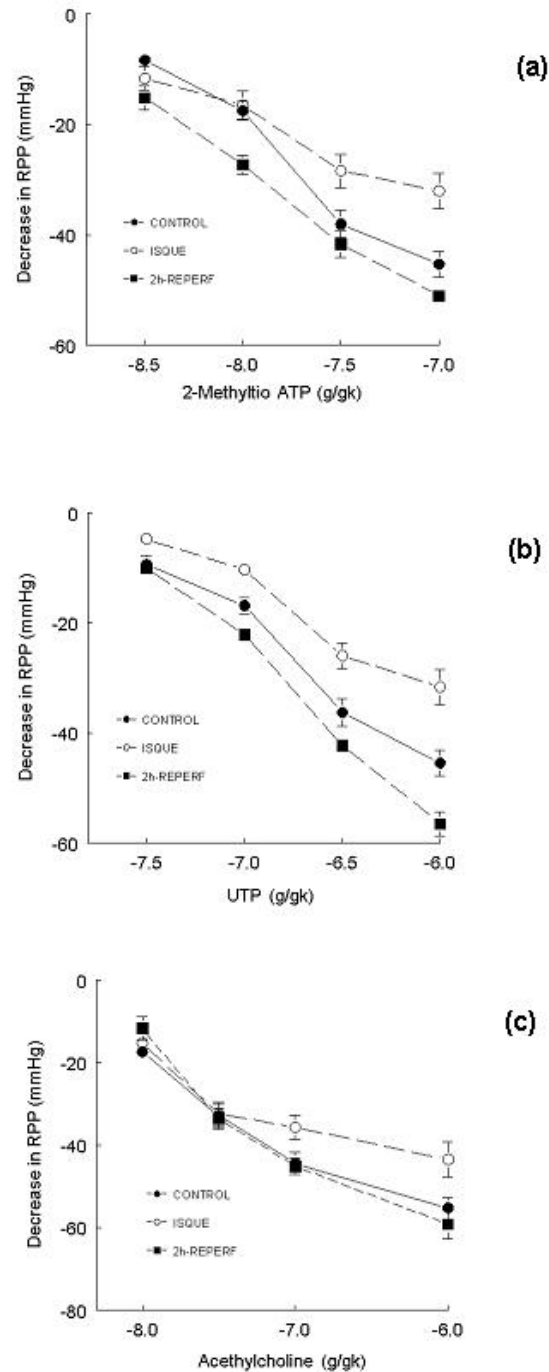 (a)
0
-20
-40
-60
Decrease in RPP (mmHg)
CONTROL
ISQUE
2h-REPERF
-8.5 -8.0 -7.5 -7.0
2-Methyltio ATP (g/gk)
(b)
0
-20
-40
-60
Decrease in RPP (mmHg)
CONTROL
ISQUE
2h-REPERF
-7.5 -7.0 -6.5 -6.0
UTP (g/gk)
(c)
0
-20
-40
-60
-80
Decrease in RPP (mmHg)
CONTROL
ISQUE
2h-REPERF
-8.0 -7.0 -6.0
Acethylcholine (g/gk)